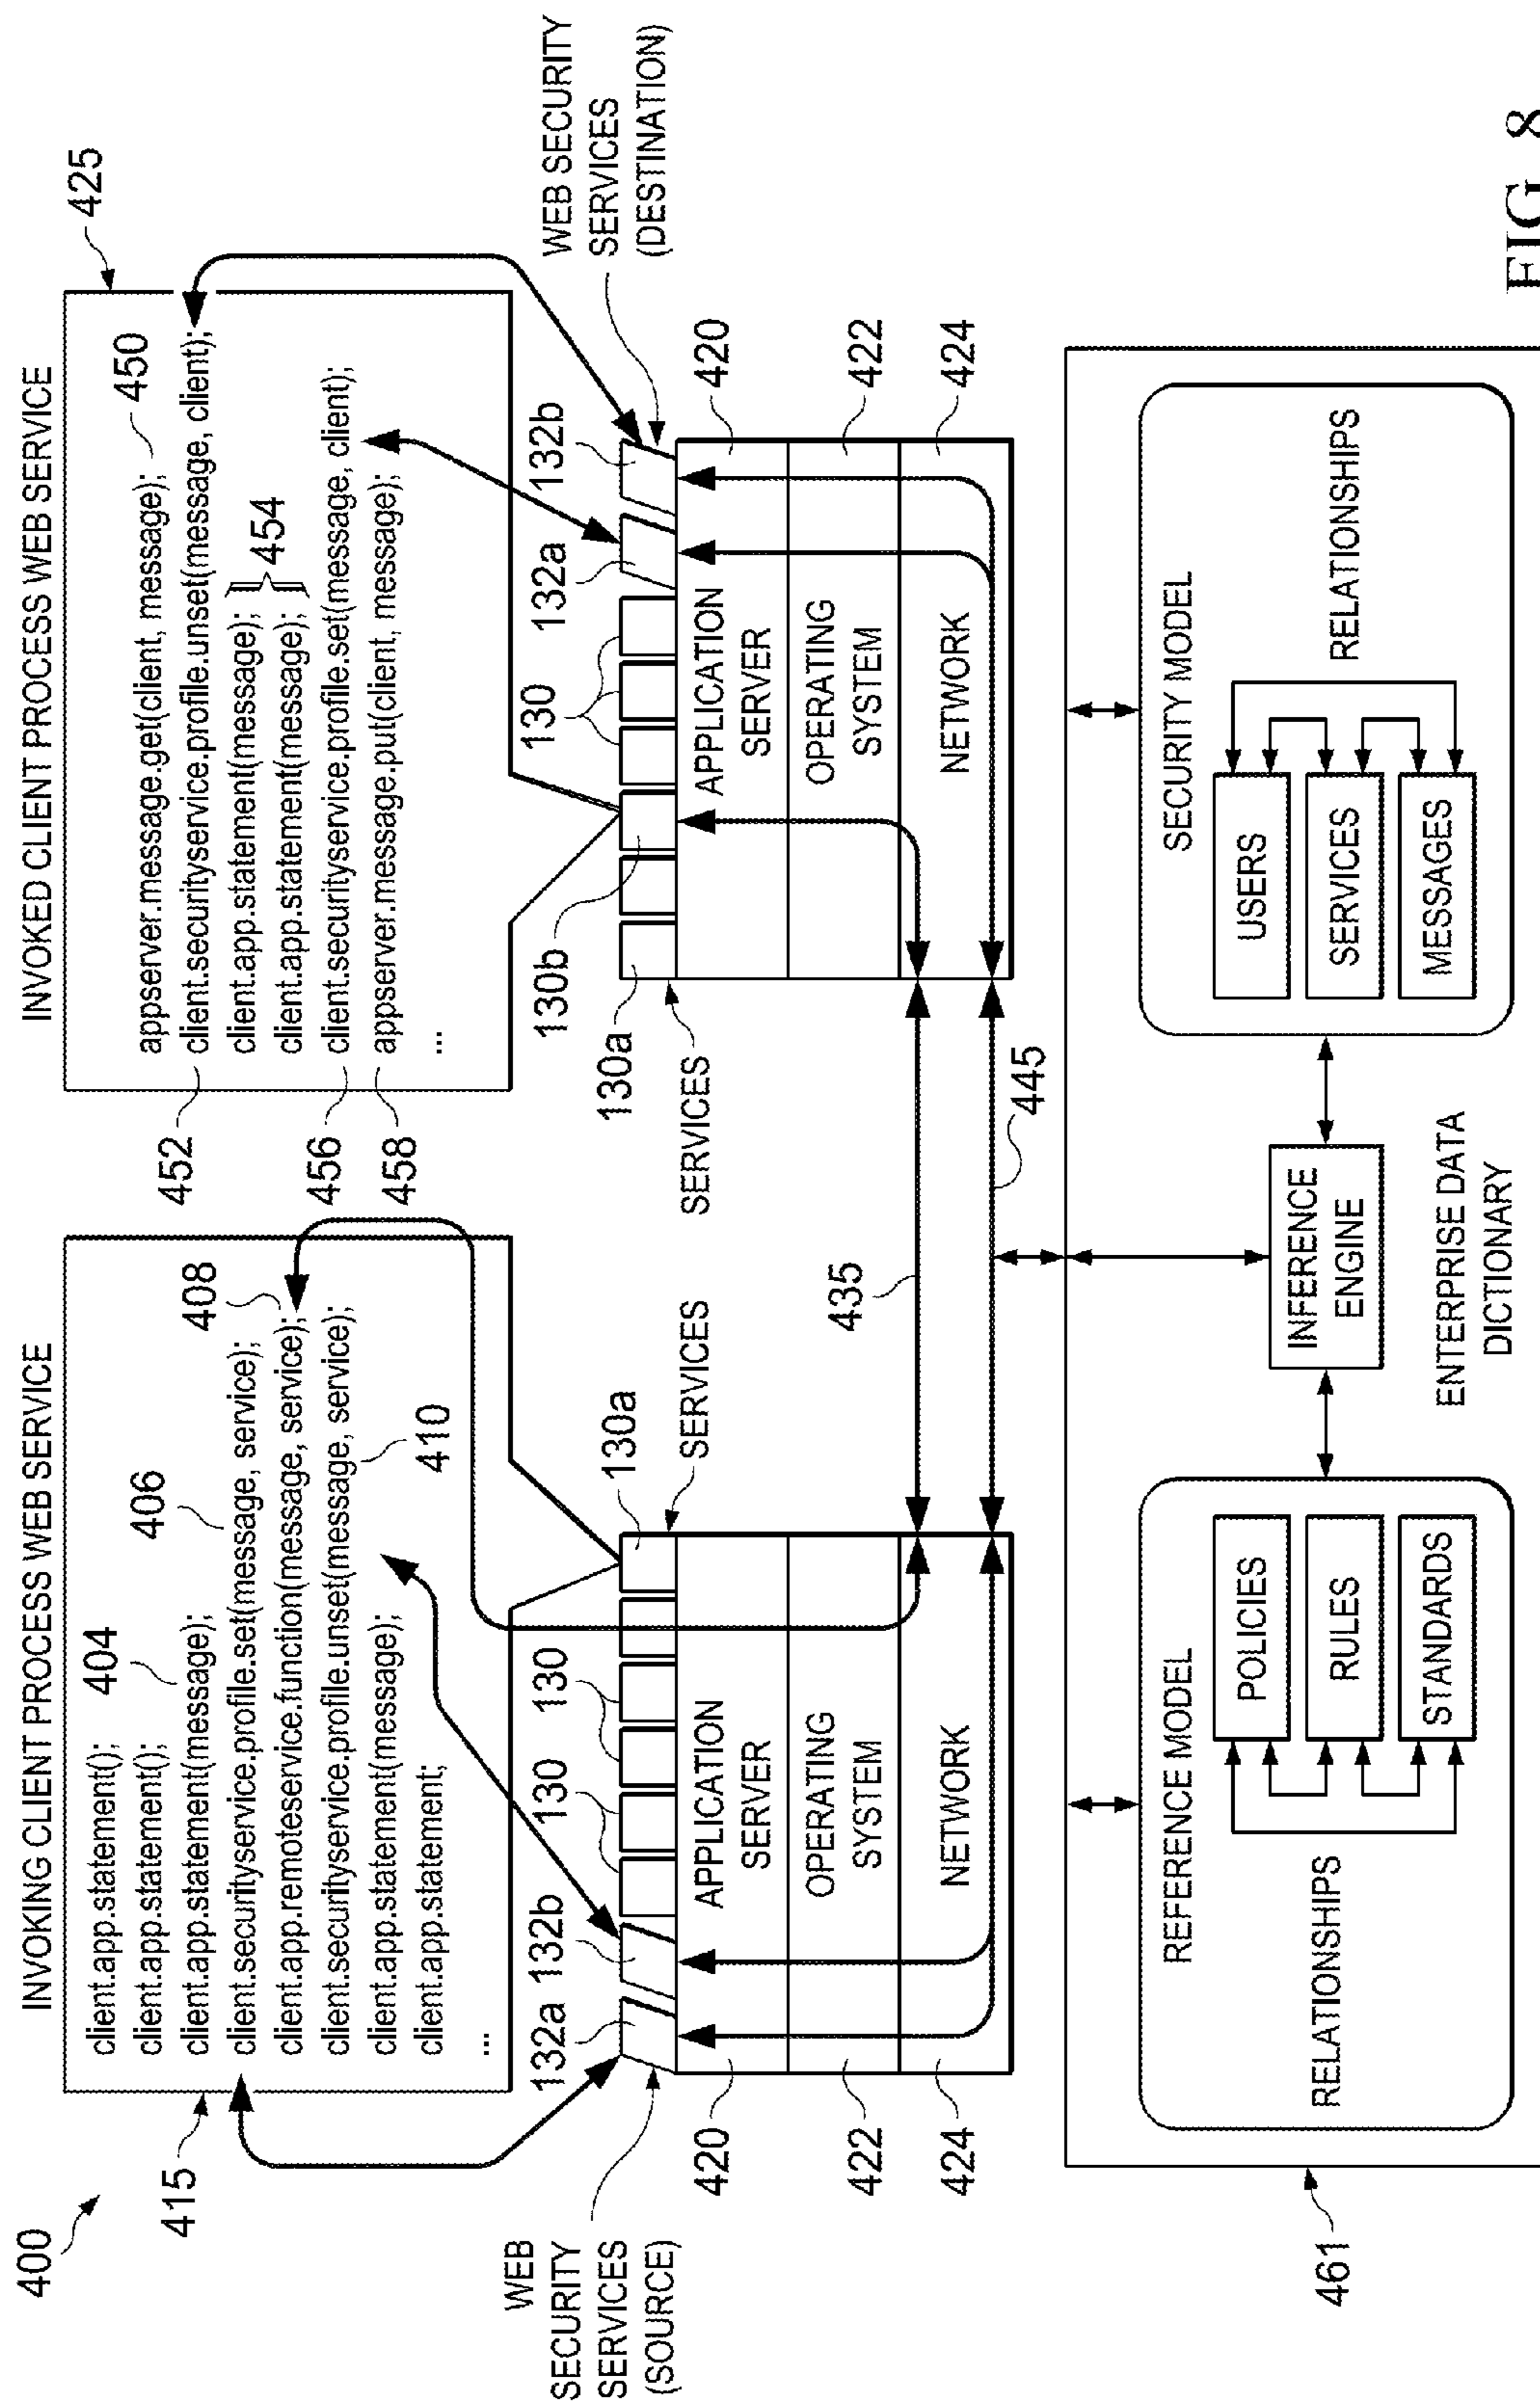 400
INVOKING CLIENT PROCESS WEB SERVICE
415
client.app.statement();
404
client.app.statement();
406
client.app.statement(message);
client.securityservice.profile.set(message, service);
408
client.app.remoteservice.function(message, service);
client.securityservice.profile.unset(message, service);
410
client.app.statement(message);
client.app.statement;
...
INVOKED CLIENT PROCESS WEB SERVICE
425
appserver.message.get(client, message);
450
452
client.securityservice.profile.unset(message, client);
client.app.statement(message);
454
client.app.statement(message);
456
client.securityservice.profile.set(message, client);
458
appserver.message.put(client, message);
...
WEB
SECURITY
SERVICES
(SOURCE)
132a
132b
130
130
130a
SERVICES
420
APPLICATION
SERVER
422
OPERATING
SYSTEM
424
NETWORK
435
445
SERVICES
130a
130b
130
132a
132b
WEB SECURITY
SERVICES
(DESTINATION)
APPLICATION
SERVER
420
OPERATING
SYSTEM
422
NETWORK
424
461
REFERENCE MODEL
RELATIONSHIPS
POLICIES
RULES
STANDARDS
INFERENCE
ENGINE
ENTERPRISE DATA
DICTIONARY
SECURITY MODEL
USERS
SERVICES
MESSAGES
RELATIONSHIPS
FIG. 8